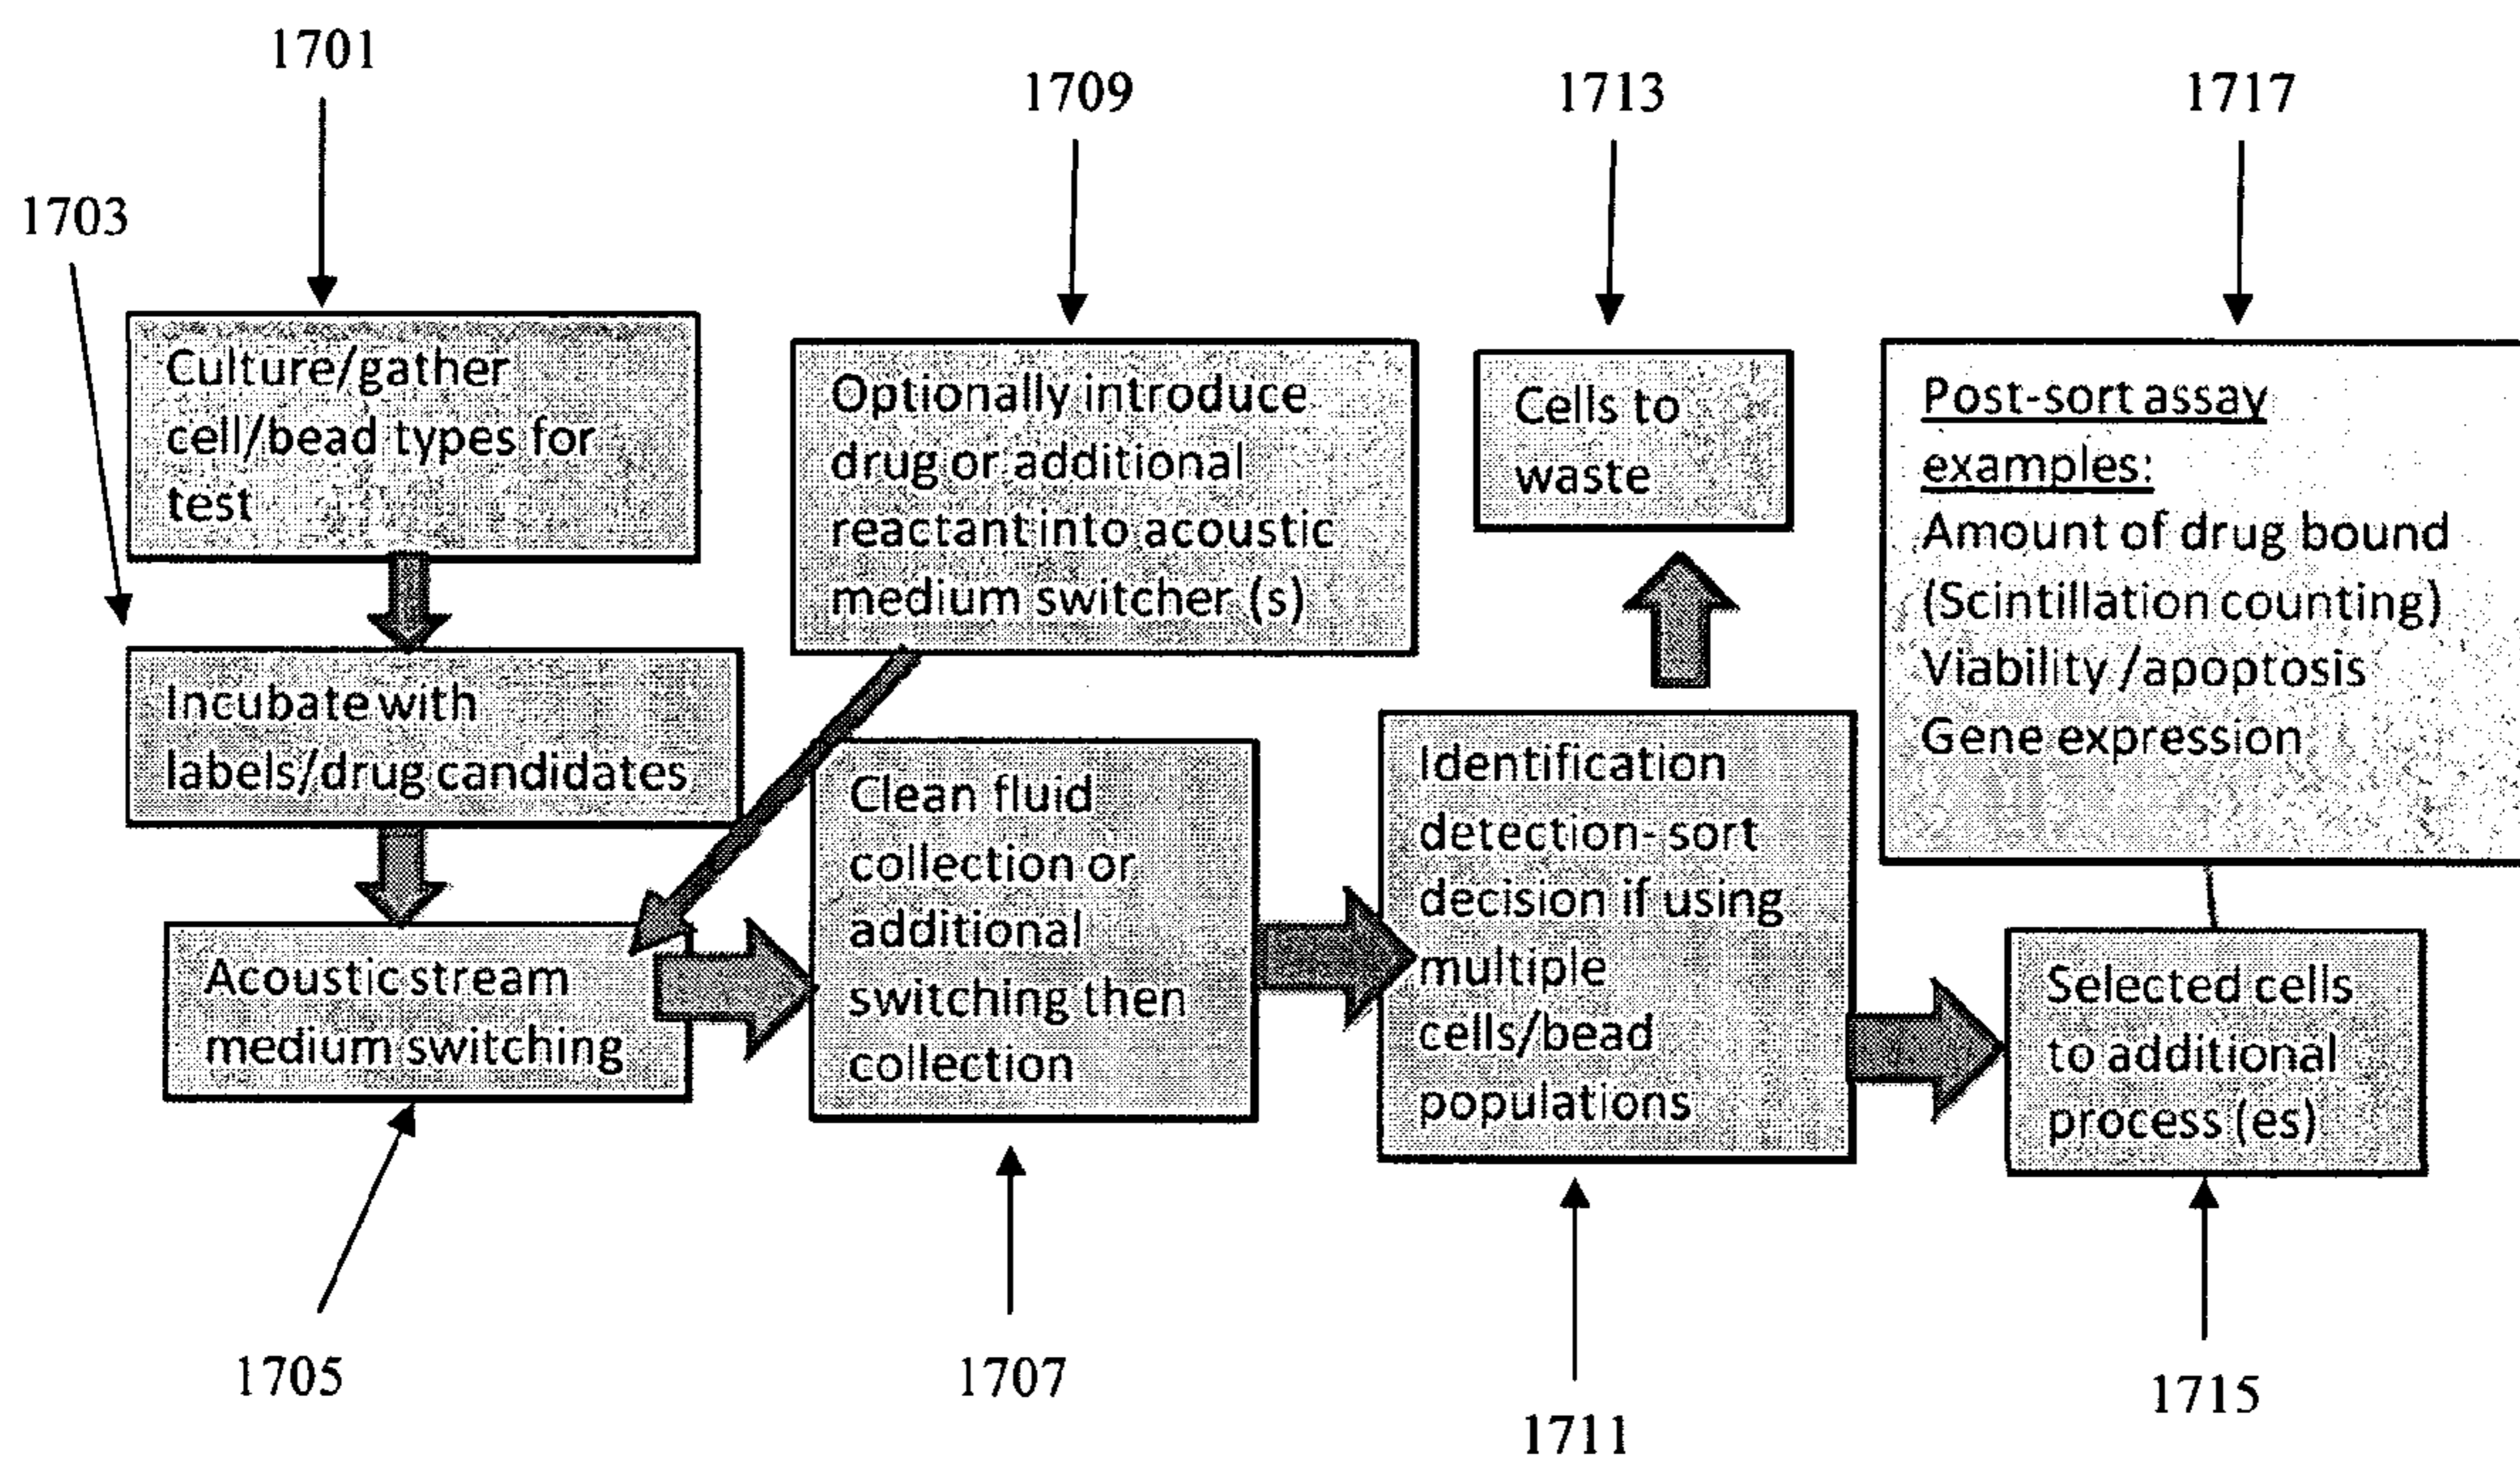 1701
1709
1713
1717
1703
Culture/gather
cell/bead types for
test
Optionally introduce
drug or additional
reactant into acoustic
medium switcher (s)
Cells to
waste
Post-sort assay
examples:
Amount of drug bound
(Scintillation counting)
Viability /apoptosis
Gene expression
Incubate with
labels/drug candidates
Clean fluid
collection or
additional
switching then
collection
Identification
detection- sort
decision if using
multiple
cells/bead
populations
Acoustic stream
medium switching
Selected cells
to additional
process (es)
1705
1707
1711
1715